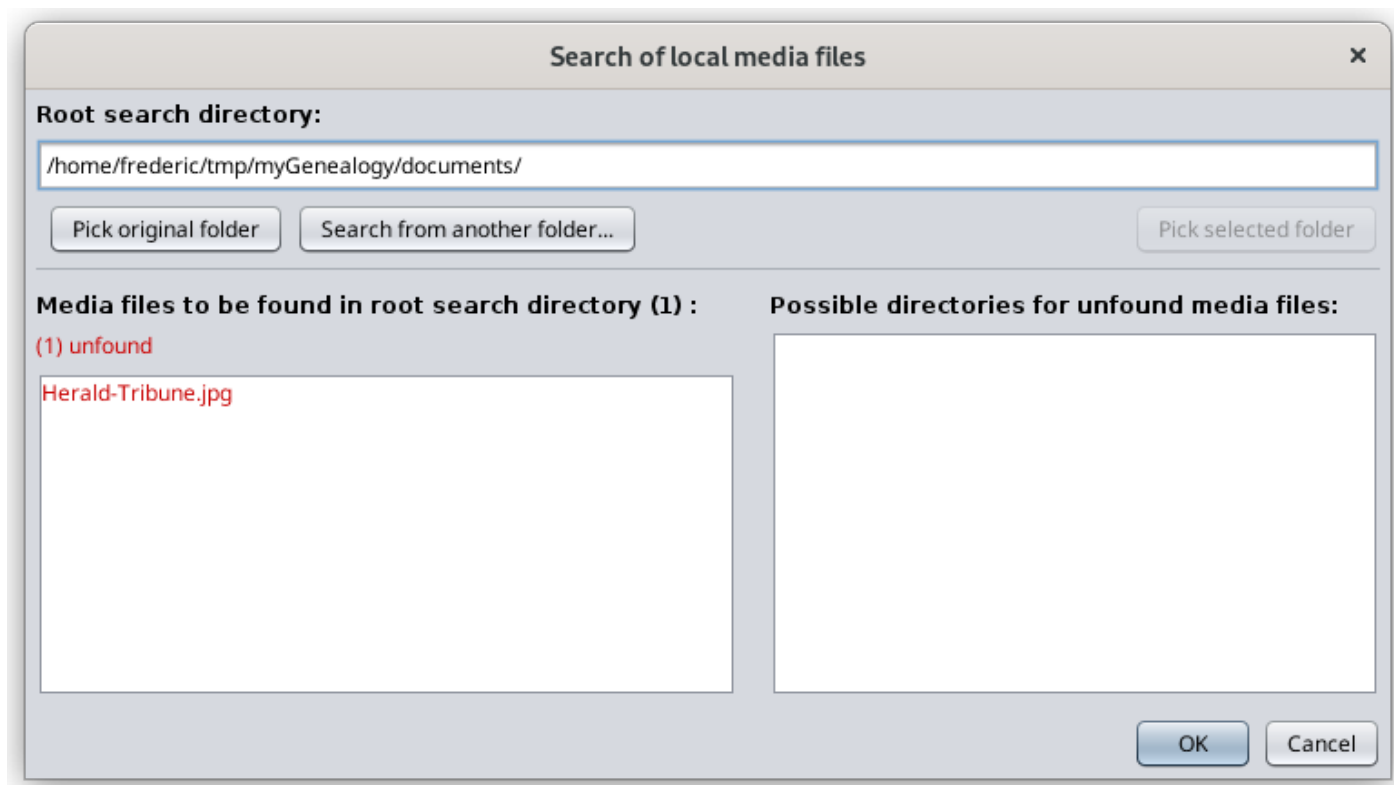 Search of local media files
Root search directory:
/home/frederic/tmp/myGenealogy/documents/
Pick original folder
Search from another folder...
Pick selected folder
Media files to be found in root search directory (1) :
(1) unfound
Herald-Tribune.jpg
Possible directories for unfound media files:
OK
Cancel